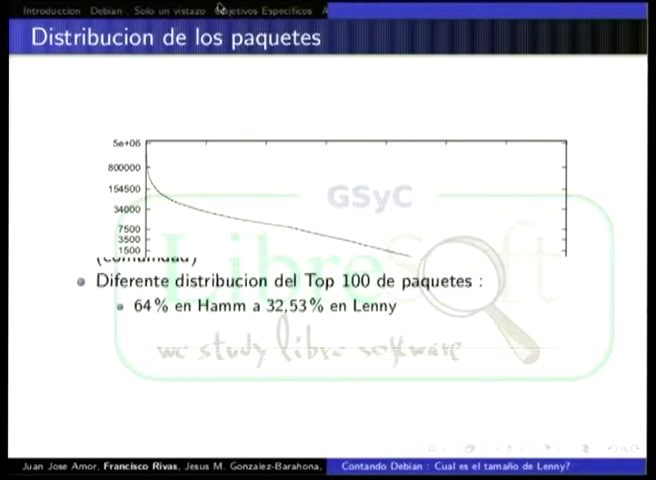 Introduccion Debian , Solo un vistazo Objetivos Especificos A
Distribucion de los paquetes
5e+06
800000
154500
34000
7500
3500
1500
GSyC
LibreSoft
(comunidad)
Diferente distribucion del Top 100 de paquetes :
64 % en Hamm a 32,53 % en Lenny
we study libre software
Juan Jose Amor, Francisco Rivas, Jesus M. Gonzalez-Barahona,
Contando Debian : Cual es el tamaño de Lenny?